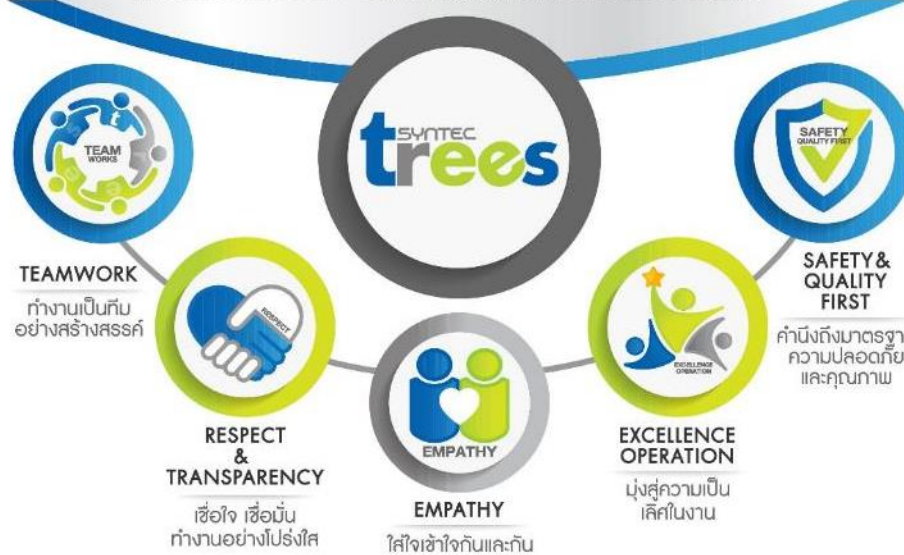 SYNTEC
trees
TEAM
WORKS
TEAMWORK
ทำงานเป็นทีม
อย่างสร้างสรรค์
RESPECT
RESPECT
&
TRANSPARENCY
เชื่อใจ เชื่อมั่น
ทำงานอย่างโปร่งใส
EMPATHY
EMPATHY
ใส่ใจเข้าใจกันและกัน
EXCELLENCE
OPERATION
EXCELLENCE
OPERATION
มุ่งสู่ความเป็น
เลิศในงาน
SAFETY
QUALITY FIRST
SAFETY &
QUALITY
FIRST
คำนึงถึงมาตรฐา
ความปลอดภัย
และคุณภาพ